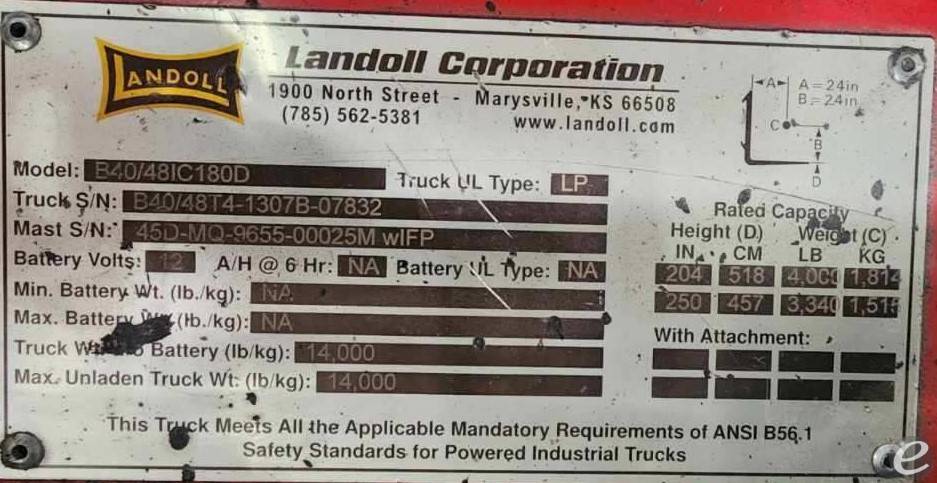 LANDOLL
Landoll Corporation
1900 North Street - Marysville, KS 66508
(785) 562-5381
www.landoll.com
A
A = 24in
B = 24in
C
B
D
Model: B40/48IC180D
Truck UL Type: LP
Truck S/N: B40/48T4-1307B-07832
Mast S/N: 45D-MQ-9655-00025M wIFP
Battery Volts: 12 A/H @ 6 Hr: NA Battery UL Type: NA
Min. Battery Wt. (lb./kg): NA
Max. Battery (lb./kg): NA
Truck Battery (lb/kg): 14,000
Max. Unladen Truck Wt: (lb/kg): 14,000
Rated Capacity
Height (D) Weight (C)
IN. CM LB KG
204 518 4,000 1,814
250 457 3,340 1,515
With Attachment:
This Truck Meets All the Applicable Mandatory Requirements of ANSI B56.1
Safety Standards for Powered Industrial Trucks
e